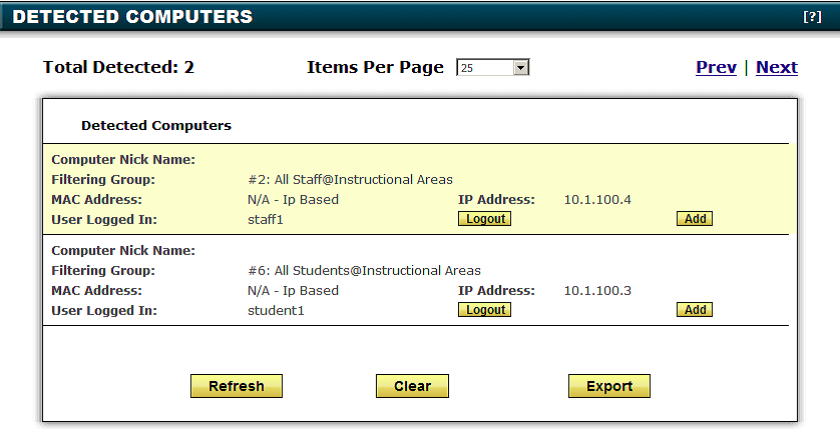 DETECTED COMPUTERS [?]
Total Detected: 2 Items Per Page 25 Prev | Next
Detected Computers
Computer Nick Name:
Filtering Group: #2: All Staff@Instructional Areas
MAC Address: N/A - Ip Based IP Address: 10.1.100.4
User Logged In: staff1 Logout Add
Computer Nick Name:
Filtering Group: #6: All Students@Instructional Areas
MAC Address: N/A - Ip Based IP Address: 10.1.100.3
User Logged In: student1 Logout Add
Refresh Clear Export